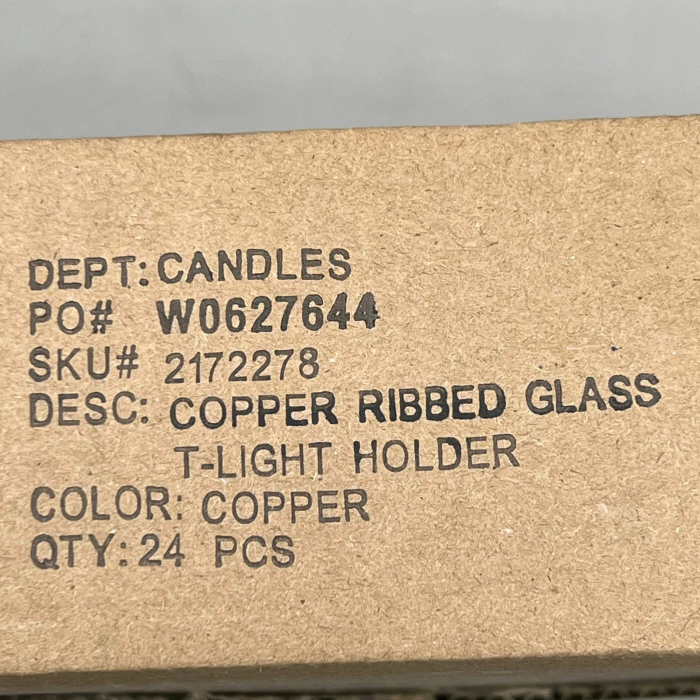 DEPT: CANDLES
PO# W0627644
SKU# 2172278
DESC: COPPER RIBBED GLASS
T-LIGHT HOLDER
COLOR: COPPER
QTY: 24 PCS